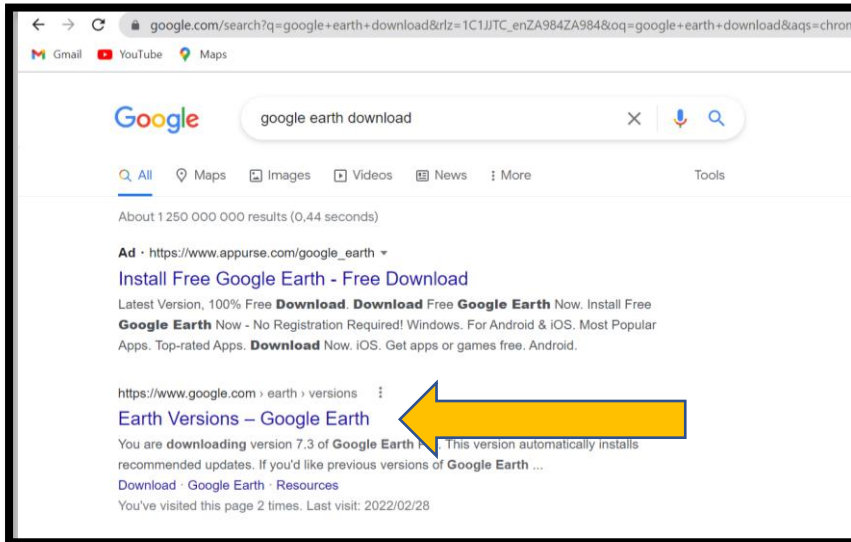 google.com/search?q=google+earth+download&rlz=1C1JJTC_enZA984ZA984&oq=google+earth+download&aqs=chron
Gmail YouTube Maps
Google google earth download
All Maps Images Videos News More Tools
About 1 250 000 000 results (0,44 seconds)
Ad · https://www.appurse.com/google_earth
Install Free Google Earth - Free Download
Latest Version, 100% Free Download. Download Free Google Earth Now. Install Free
Google Earth Now - No Registration Required! Windows. For Android & iOS. Most Popular
Apps. Top-rated Apps. Download Now. iOS. Get apps or games free. Android.
https://www.google.com › earth › versions
Earth Versions – Google Earth
You are downloading version 7.3 of Google Earth This version automatically installs
recommended updates. If you'd like previous versions of Google Earth ...
Download · Google Earth · Resources
You've visited this page 2 times. Last visit: 2022/02/28